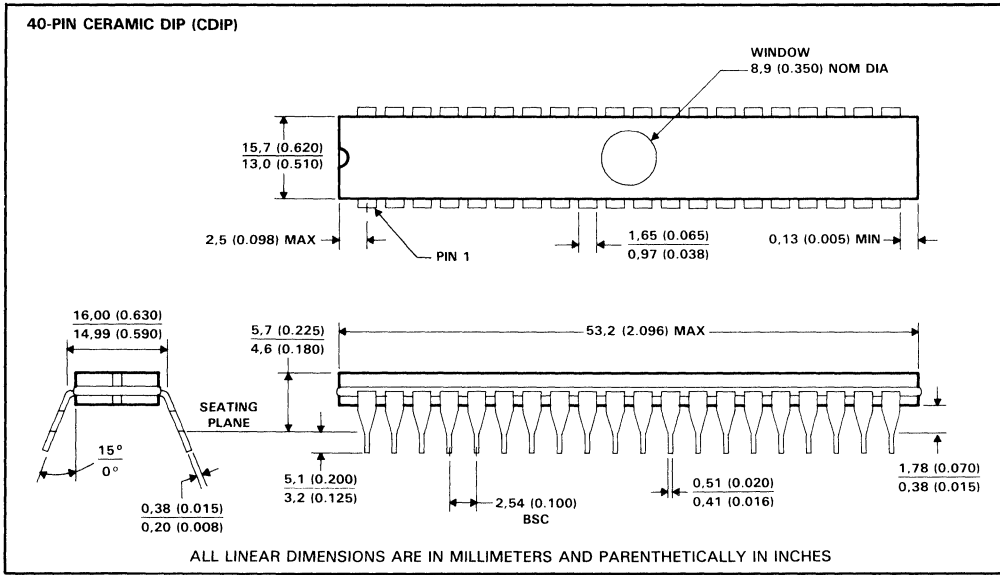 40-PIN CERAMIC DIP (CDIP)
WINDOW
8,9 (0.350) NOM DIA
15,7 (0.620)
13,0 (0.510)
2,5 (0.098) MAX
PIN 1
1,65 (0.065)
0,97 (0.038)
0,13 (0.005) MIN
16,00 (0.630)
14,99 (0.590)
5,7 (0.225)
4,6 (0.180)
53,2 (2.096) MAX
SEATING
PLANE
15°
0°
0,38 (0.015)
0,20 (0.008)
5,1 (0.200)
3,2 (0.125)
2,54 (0.100)
BSC
0,51 (0.020)
0,41 (0.016)
1,78 (0.070)
0,38 (0.015)
ALL LINEAR DIMENSIONS ARE IN MILLIMETERS AND PARENTHETICALLY IN INCHES